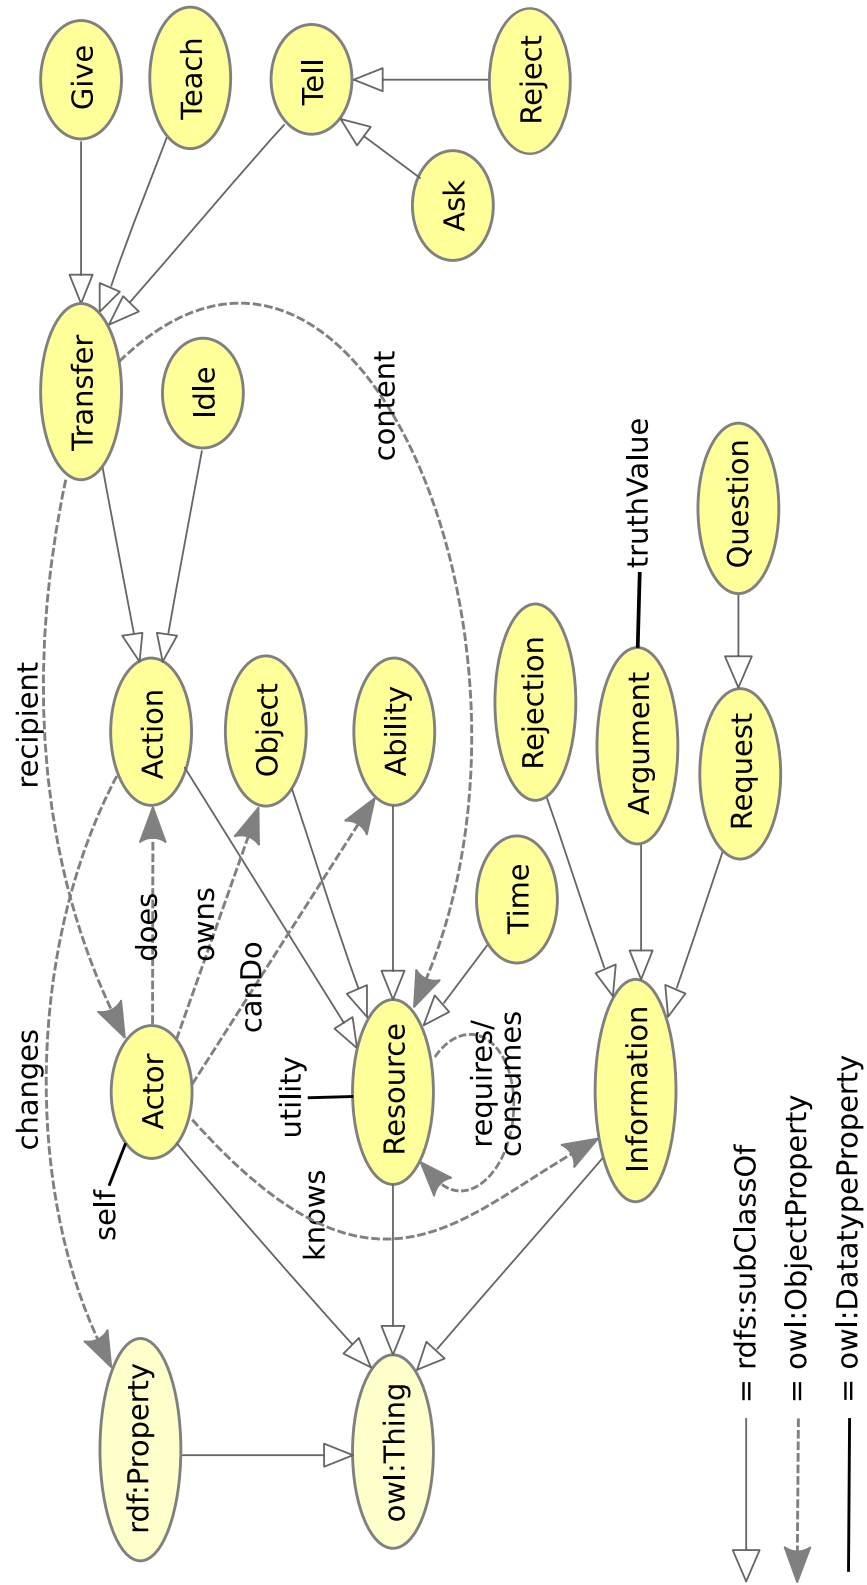 rdf:Property
changes
recipient
self
Actor
does
Action
Transfer
Give
owns
Object
Idle
Teach
canDo
knows
utility
owl:Thing
Resource
Ability
content
Tell
requires/
consumes
Time
Ask
Rejection
Reject
Information
Argument
truthValue
Request
Question
= rdfs:subClassOf
= owl:ObjectProperty
= owl:DatatypeProperty